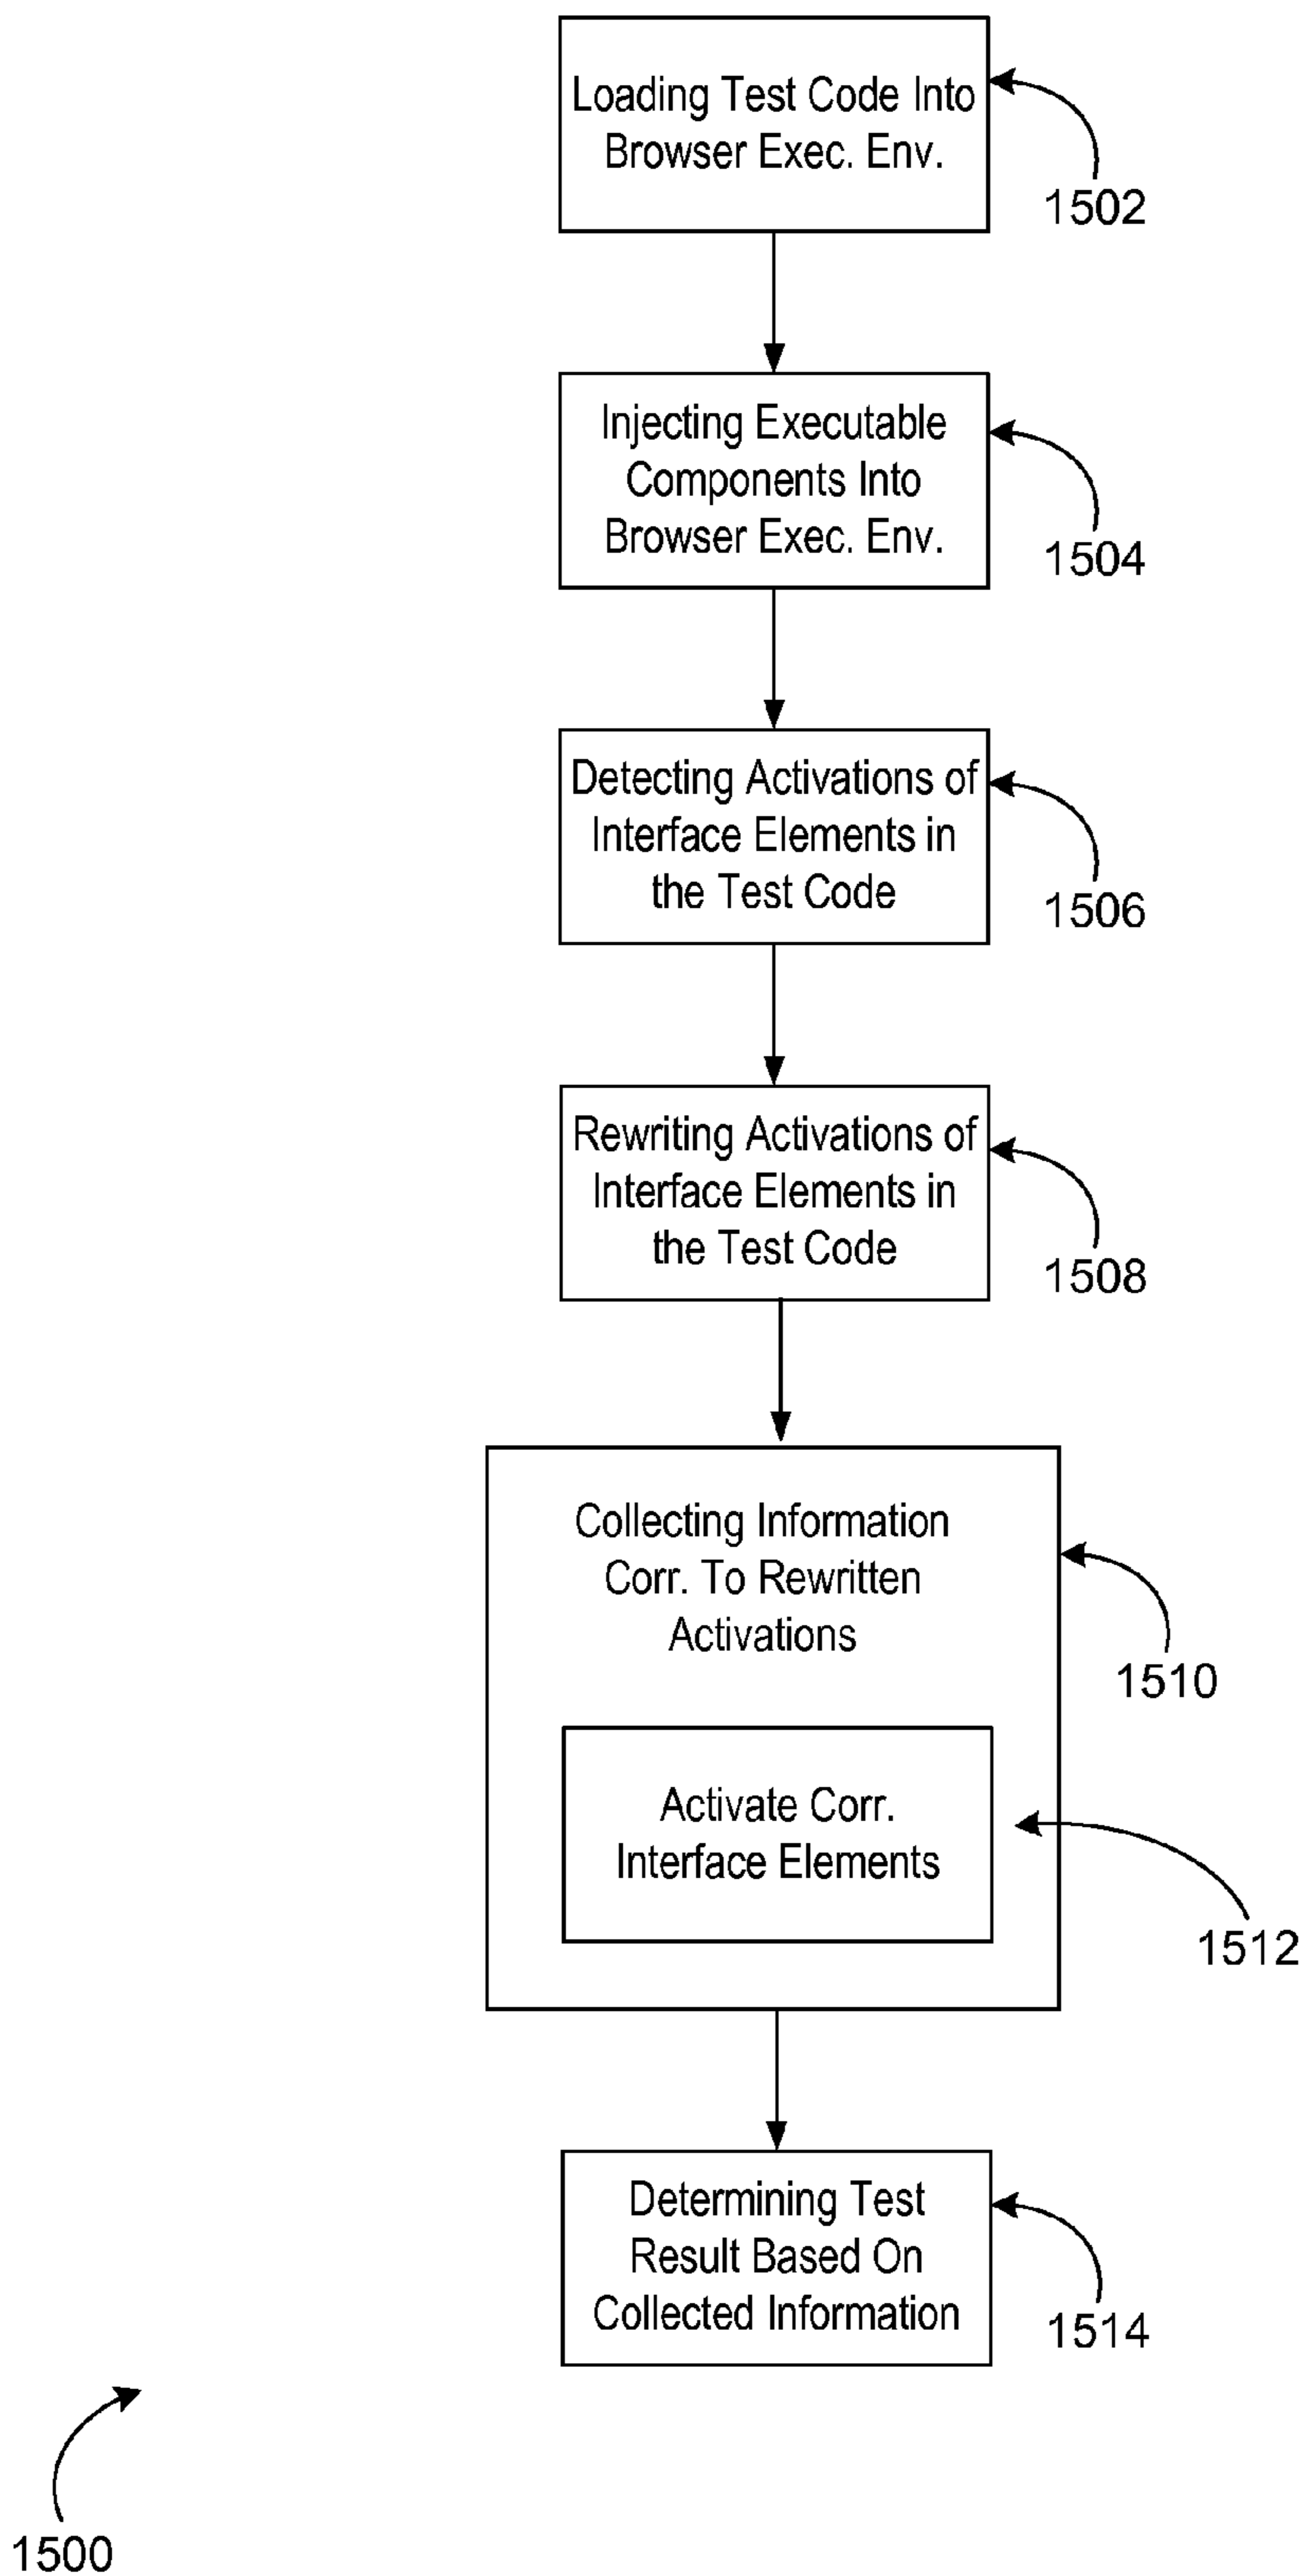 Loading Test Code Into
Browser Exec. Env.
1502
Injecting Executable
Components Into
Browser Exec. Env.
1504
Detecting Activations of
Interface Elements in
the Test Code
1506
Rewriting Activations of
Interface Elements in
the Test Code
1508
Collecting Information
Corr. To Rewritten
Activations
1510
Activate Corr.
Interface Elements
1512
Determining Test
Result Based On
Collected Information
1514
1500